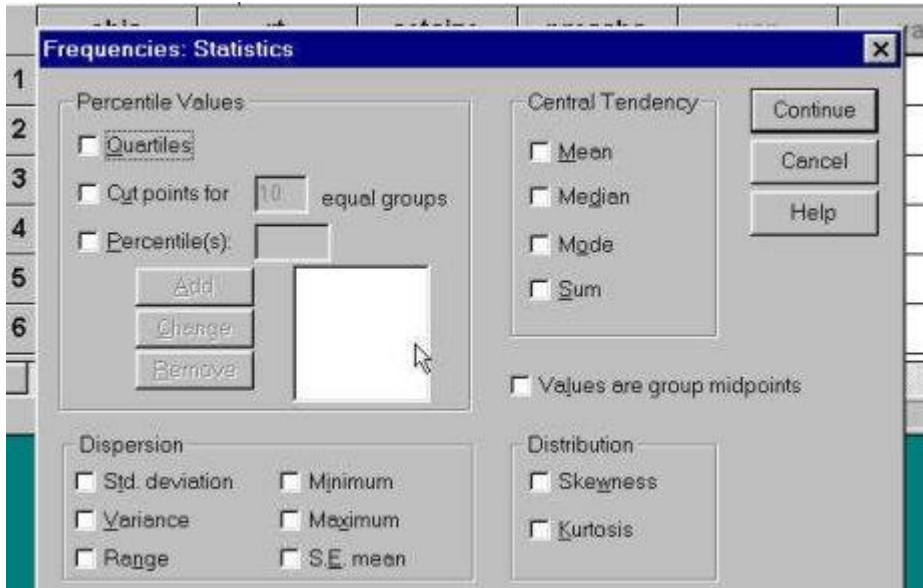 Frequencies: Statistics
1
2
3
4
5
6
Percentile Values
Quartiles
Cut points for 10 equal groups
Percentile(s):
Add
Change
Remove
Central Tendency
Mean
Median
Mode
Sum
Continue
Cancel
Help
Values are group midpoints
Dispersion
Std. deviation
Variance
Range
Minimum
Maximum
S.E. mean
Distribution
Skewness
Kurtosis